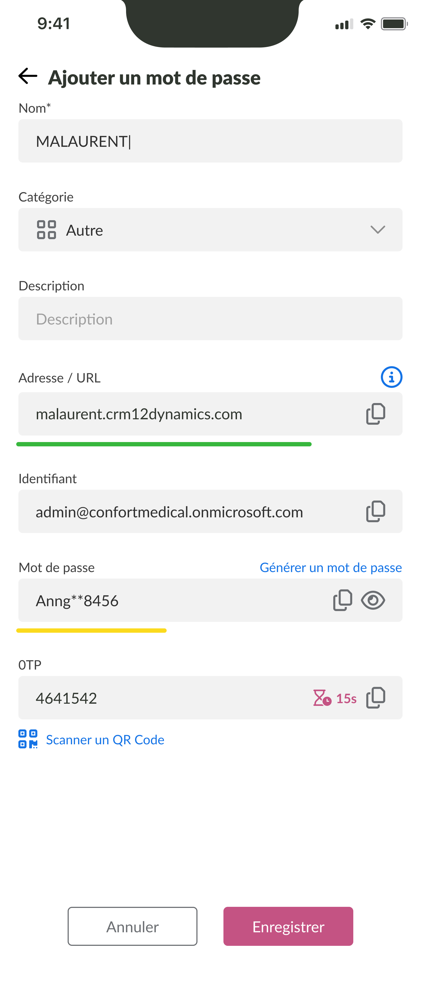 9:41
Ajouter un mot de passe
Nom*
MALAURENT|
Catégorie
Autre
Description
Description
Adresse / URL
malaurent.crm12dynamics.com
Identifiant
admin@confortmedical.onmicrosoft.com
Mot de passe Générer un mot de passe
Anng**8456
0TP
4641542 15s
Scanner un QR Code
Annuler Enregistrer